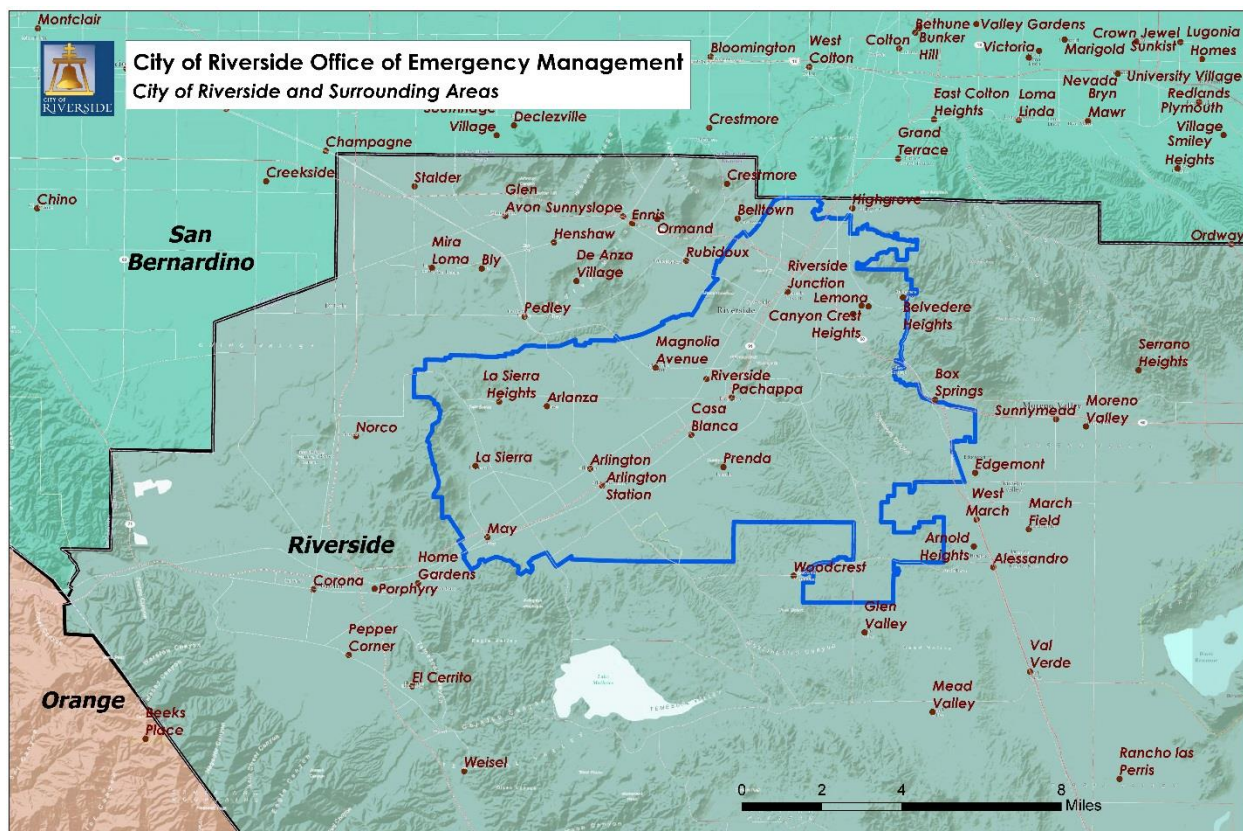 Montclair
CITY OF
RIVERSIDE
City of Riverside Office of Emergency Management
City of Riverside and Surrounding Areas
Bloomington
West
Colton
Colton
Bethune
Bunker
Hill
Valley Gardens
Victoria
Marigold
Crown Jewel
Sunkist
Lugonia
Homes
Nevada
Bryn
Mawr
University Village
Redlands
Plymouth
Village
Smiley
Heights
East Colton
Heights
Loma
Linda
Grand
Terrace
Village
Declezville
Crestmore
Champagne
Creekside
Chino
Stalder
Glen
Avon
Sunnyslope
Ennis
Ormand
Crestmore
Belltown
Highgrove
Ordway
San
Bernardino
Mira
Loma
Bly
Henshaw
De Anza
Village
Rubidoux
Pedley
Riverside
Junction
Riverside
Lemona
Canyon Crest
Heights
Belvedere
Heights
Magnolia
Avenue
Riverside
Pachappa
Casa
Blanca
La Sierra
Heights
Arlanza
Box
Springs
Serrano
Heights
Sunnymead
Moreno Valley
Moreno
Valley
Norco
La Sierra
Arlington
Arlington
Station
Prenda
Edgemont
West
March
March
Field
May
Riverside
Home
Gardens
Corona
Porphyry
Arnold
Heights
Alessandro
Woodcrest
Glen
Valley
Pepper
Corner
El Cerrito
Val
Verde
Orange
Beeks
Place
Mead
Valley
Weisel
Rancho las
Perris
0 2 4 8
Miles